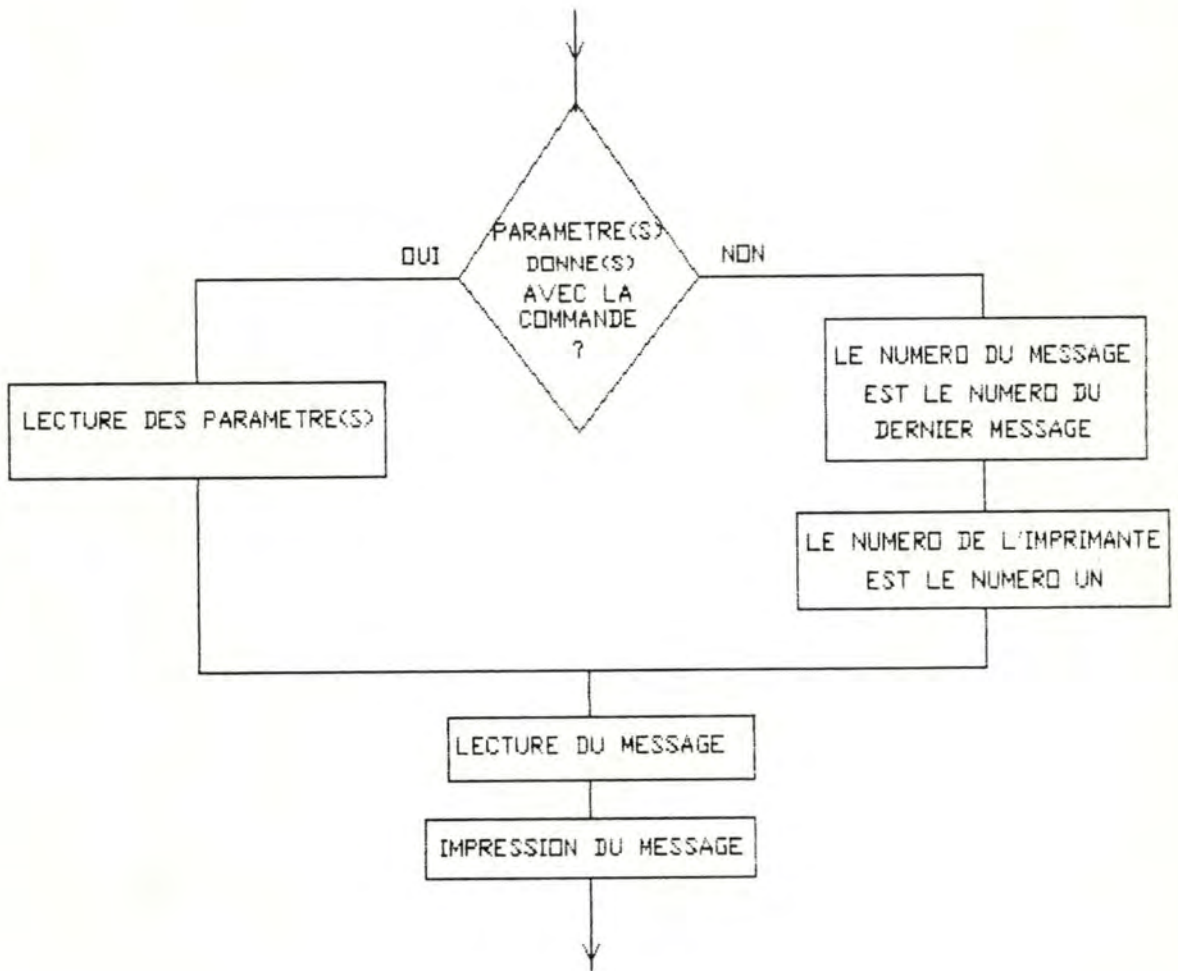 PARAMETRE(S)
DONNE(S)
AVEC LA
COMMANDE
?
OUI
NON
LECTURE DES PARAMETRE(S)
LE NUMERO DU MESSAGE
EST LE NUMERO DU
DERNIER MESSAGE
LE NUMERO DE L'IMPRIMANTE
EST LE NUMERO UN
LECTURE DU MESSAGE
IMPRESSION DU MESSAGE